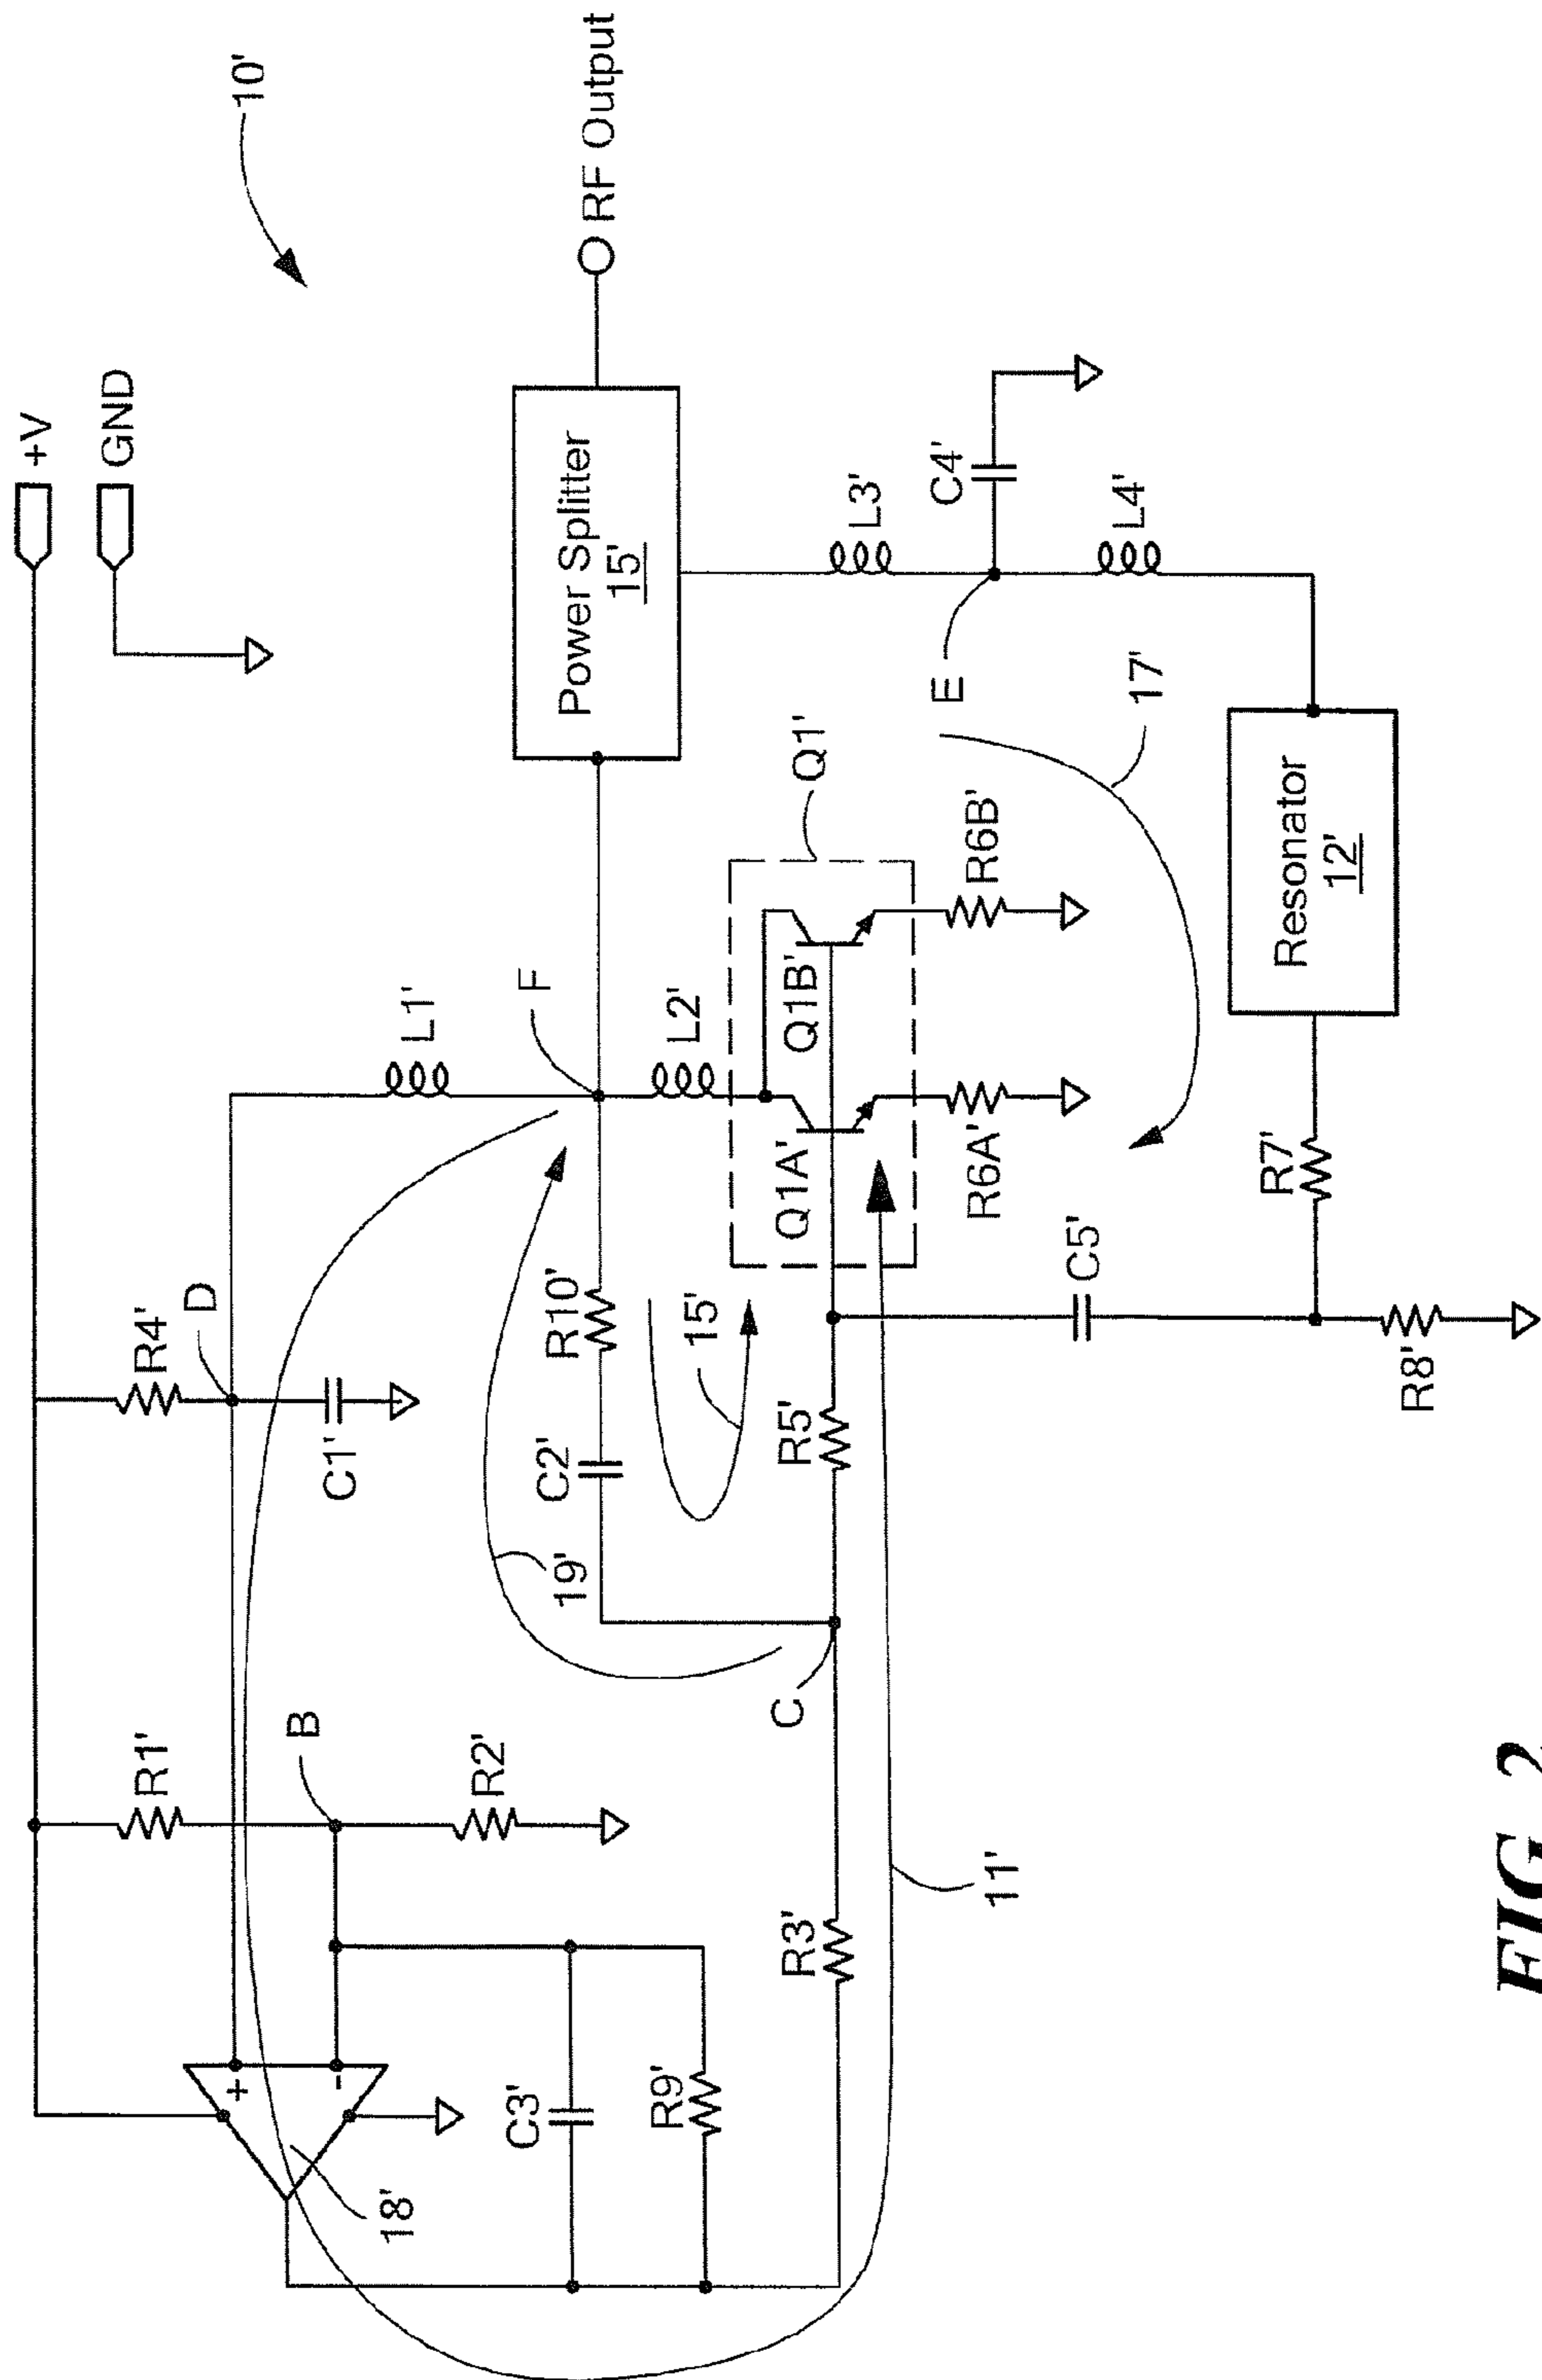 +V
GND
10'
R1'
R4'
D
L1'
B
R2'
18'
+
-
C1'
F
Power Splitter
15'
RF Output
C3'
R9'
19'
C2'
R10'
L2'
Q1'
15'
Q1A'
Q1B'
L3'
C4'
E
L4'
R3'
C
R5'
R6A'
R6B'
17'
11'
C5'
R7'
Resonator
12'
R8'
FIG. 2